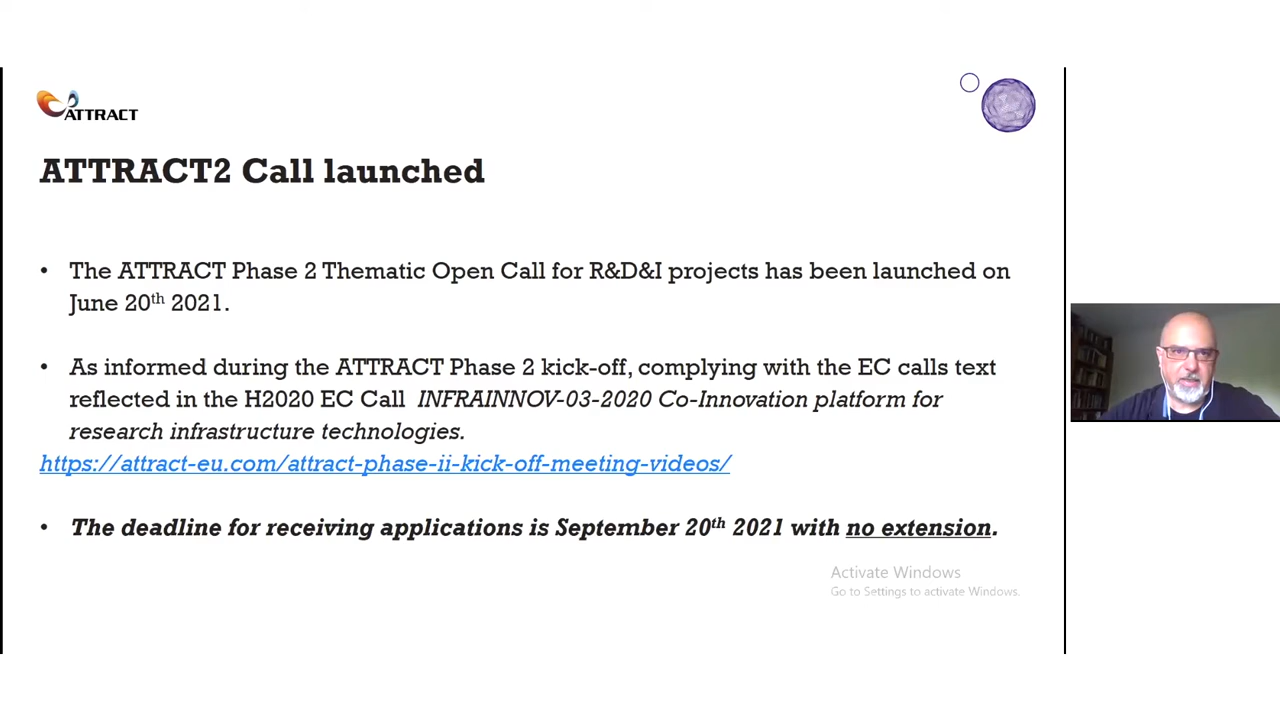 ATTRACT
ATTRACT2 Call launched
• The ATTRACT Phase 2 Thematic Open Call for R&D&I projects has been launched on
June 20th 2021.
• As informed during the ATTRACT Phase 2 kick-off, complying with the EC calls text
reflected in the H2020 EC Call INFRAINNOV-03-2020 Co-Innovation platform for
research infrastructure technologies.
https://attract-eu.com/attract-phase-ii-kick-off-meeting-videos/
• The deadline for receiving applications is September 20th 2021 with no extension.
Activate Windows
Go to Settings to activate Windows.